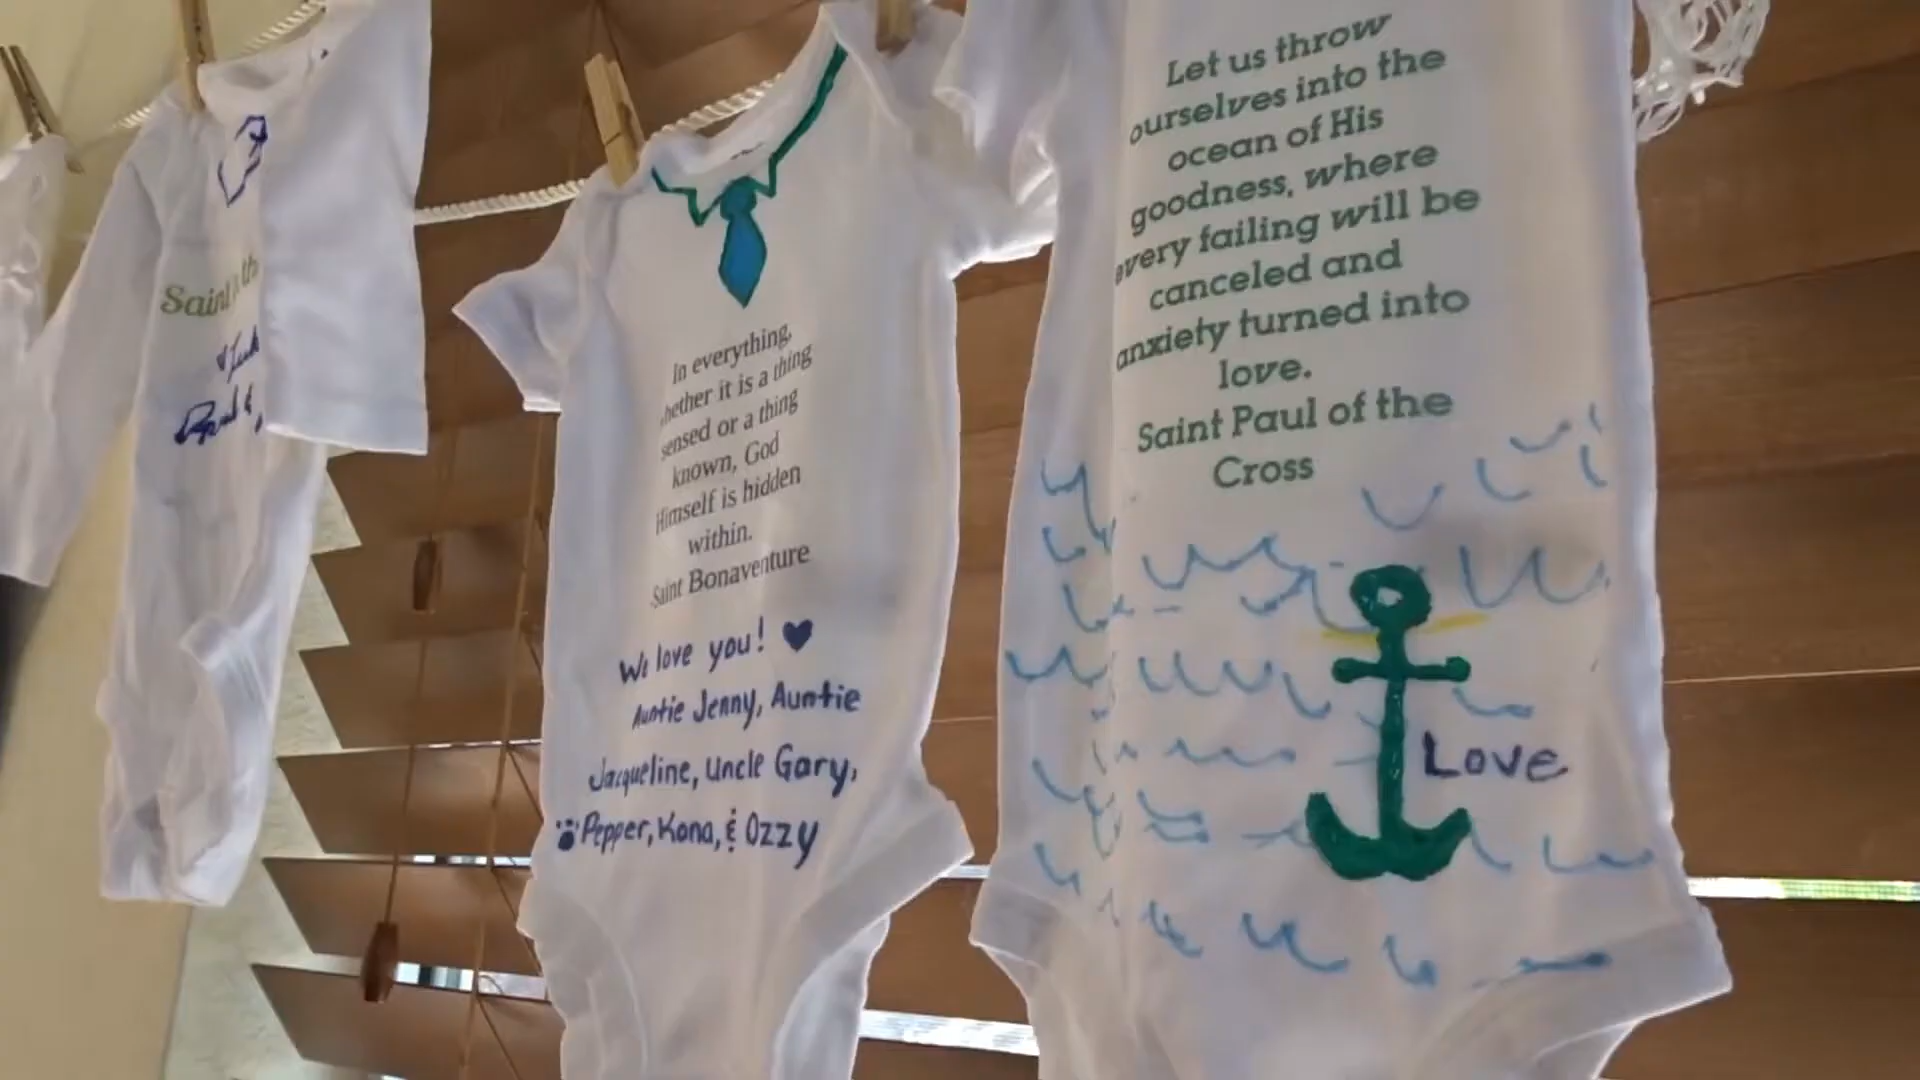 Saint
In everything,
whether it is a thing
sensed or a thing
known, God
Himself is hidden
within.
Saint Bonaventure
We love you!
Auntie Jenny, Auntie
Jacqueline, Uncle Gary,
Pepper, Kona, & Ozzy
Let us throw
ourselves into the
ocean of His
goodness, where
every failing will be
canceled and
anxiety turned into
love.
Saint Paul of the
Cross
Love